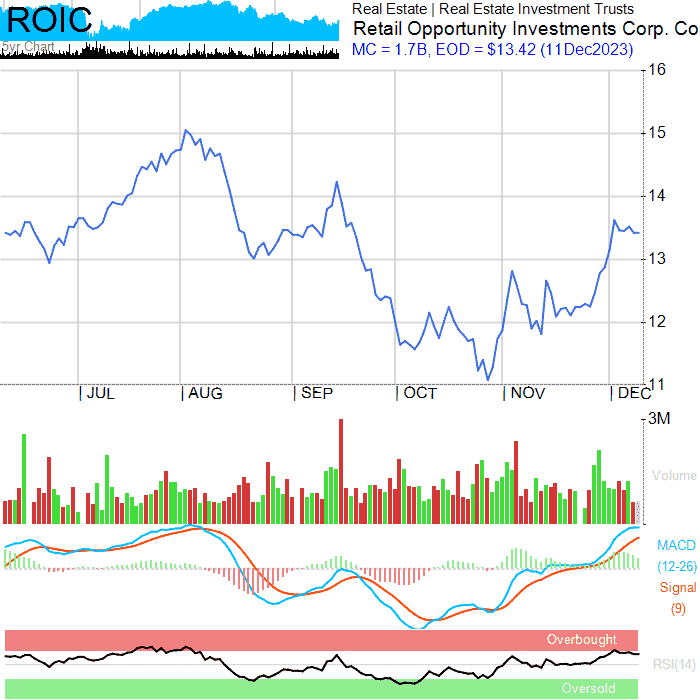 ROIC
5yr Chart
Real Estate | Real Estate Investment Trusts
Retail Opportunity Investments Corp. Co
MC = 1.7B, EOD = $13.42 (11Dec2023)
16
15
14
13
12
11
JUL
AUG
SEP
OCT
NOV
DEC
3M
Volume
MACD
(12-26)
Signal
(9)
Overbought
RSI(14)
Oversold